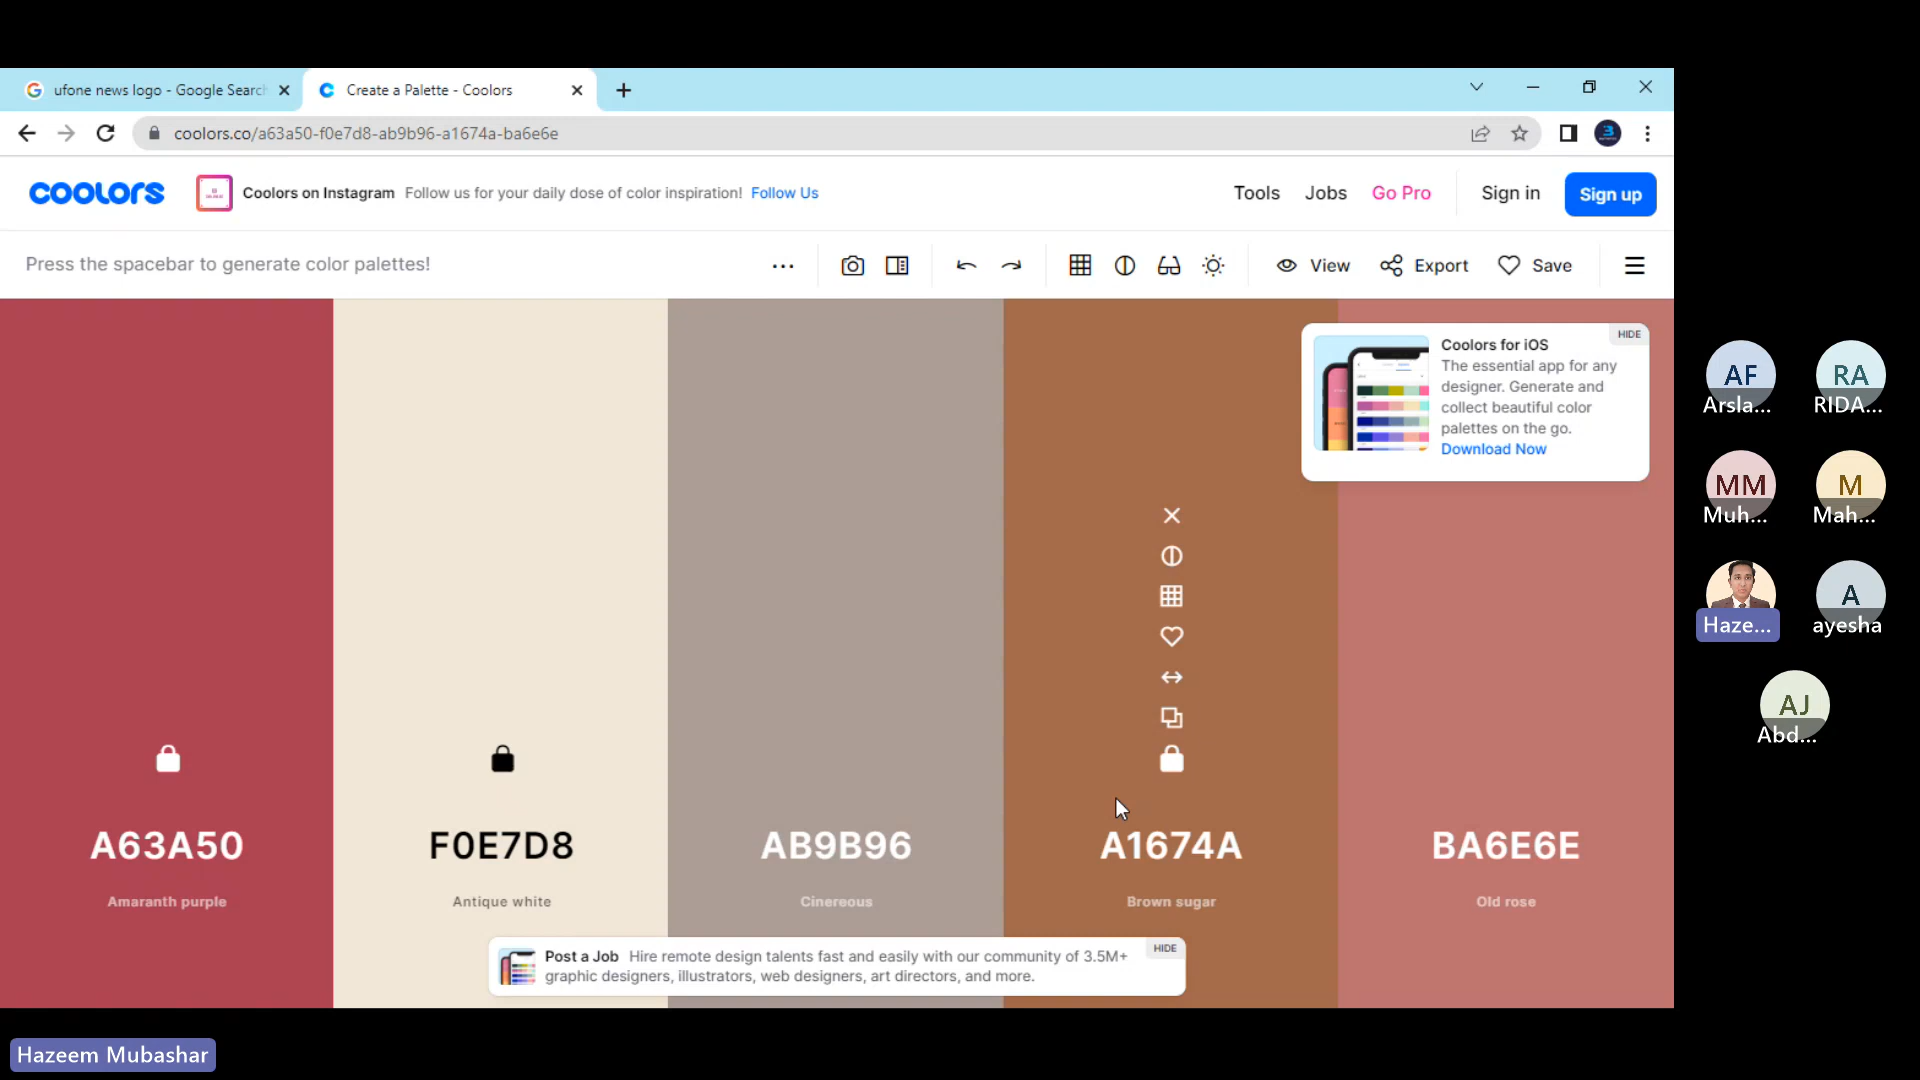 ufone news logo - Google Search
Create a Palette - Coolors
coolors.co/a63a50-f0e7d8-ab9b96-a1674a-ba6e6e
coolors
Coolors on Instagram Follow us for your daily dose of color inspiration! Follow Us
Tools Jobs Go Pro Sign in Sign up
Press the spacebar to generate color palettes!
View Export Save
HIDE
Coolors for iOS
The essential app for any
designer. Generate and
collect beautiful color
palettes on the go.
Download Now
A63A50
Amaranth purple
F0E7D8
Antique white
AB9B96
Cinereous
A1674A
Brown sugar
BA6E6E
Old rose
Post a Job Hire remote design talents fast and easily with our community of 3.5M+
graphic designers, illustrators, web designers, art directors, and more.
HIDE
AF
Arsla...
RA
RIDA...
MM
Muh...
M
Mah...
Haze...
A
ayesha
AJ
Abd...
Hazeem Mubashar